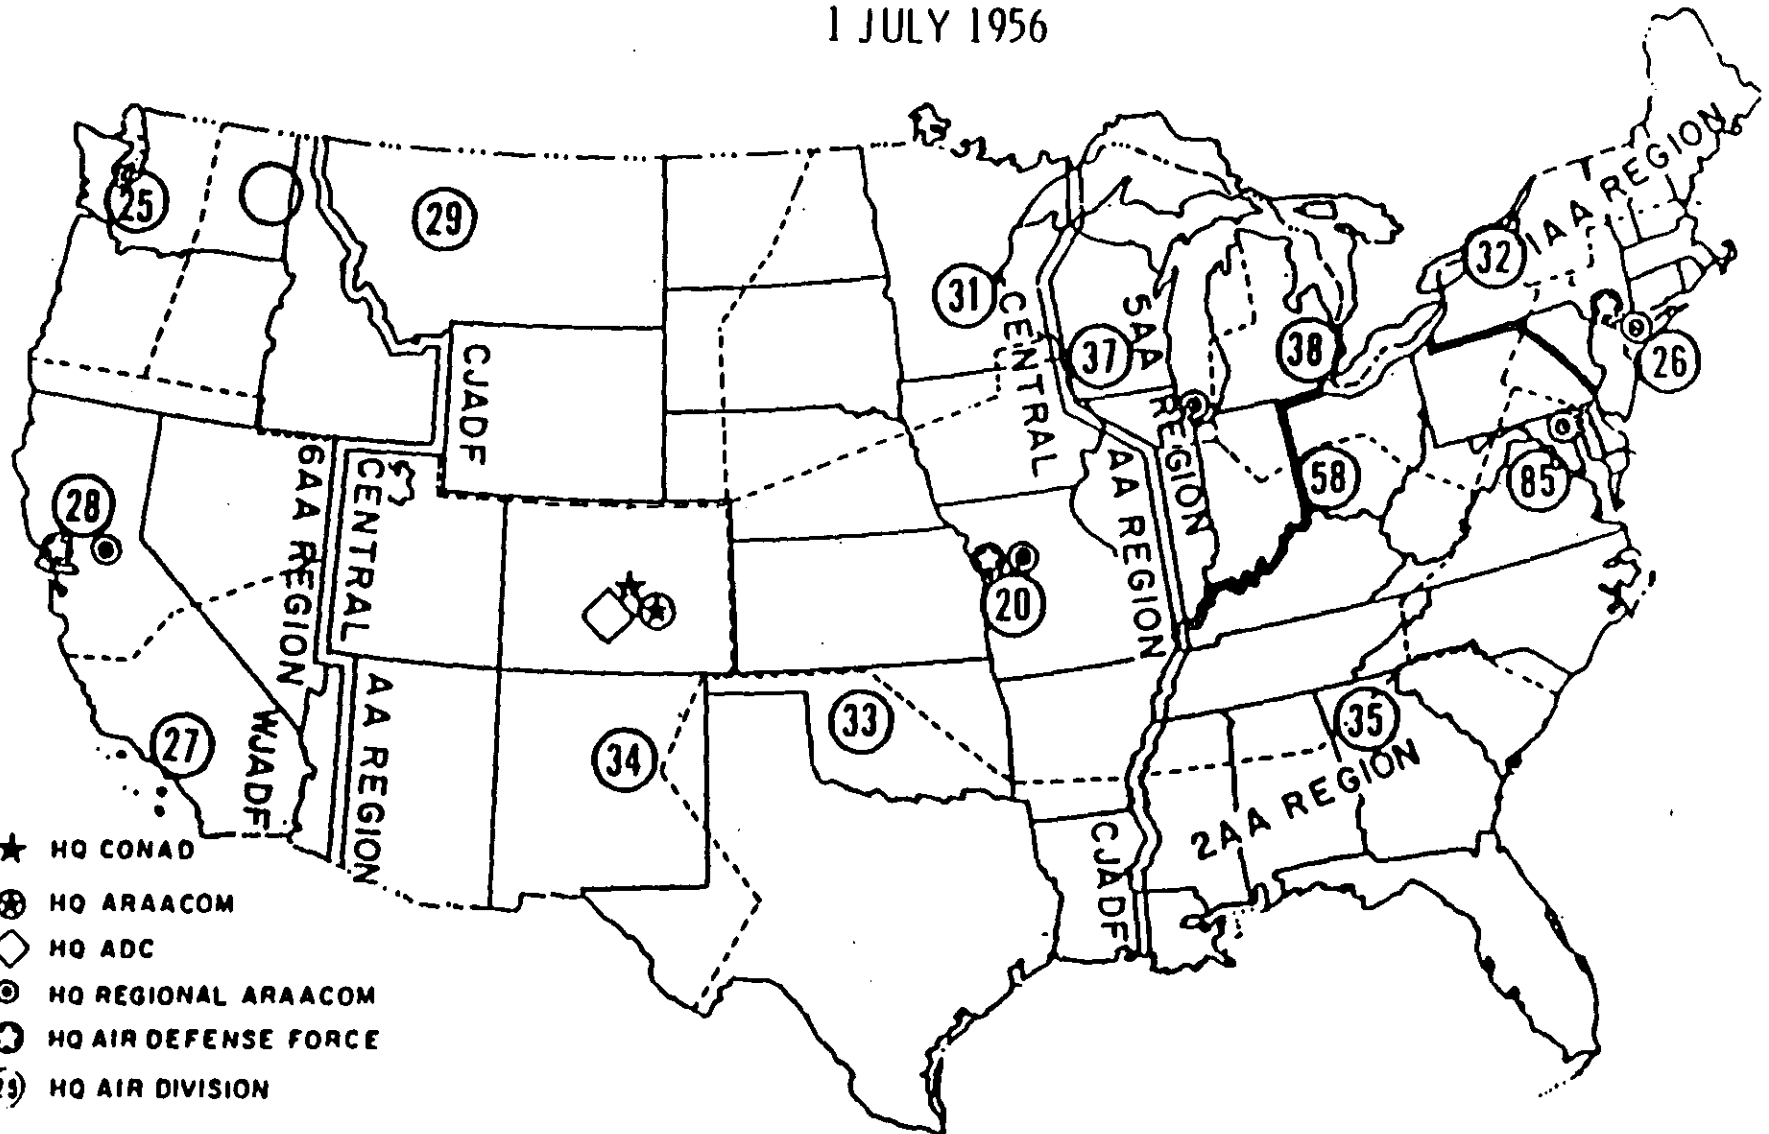 1 JULY 1956
25
29
31
32
1AA REGION
CENTRAL
AA REGION
5AA
REGION
37
38
26
CJADF
6AA REGION
CENTRAL
AA REGION
28
58
85
20
27
WJADF
34
33
35
2AA REGION
CJADF
HQ CONAD
HQ ARAACOM
HQ ADC
HQ REGIONAL ARAACOM
HQ AIR DEFENSE FORCE
HQ AIR DIVISION